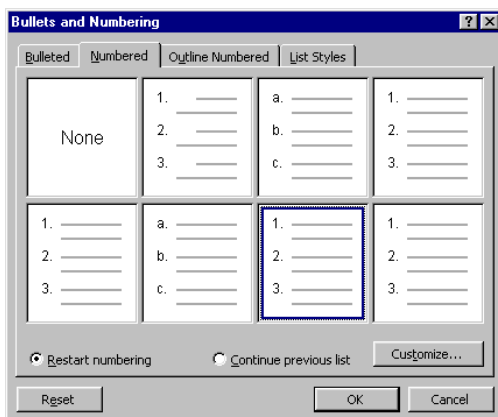 Bullets and Numbering
Bulleted Numbered Outline Numbered List Styles
None
1.
2.
3.
a.
b.
c.
1.
2.
3.
1.
2.
3.
a.
b.
c.
1.
2.
3.
1.
2.
3.
Restart numbering Continue previous list Customize...
Reset OK Cancel